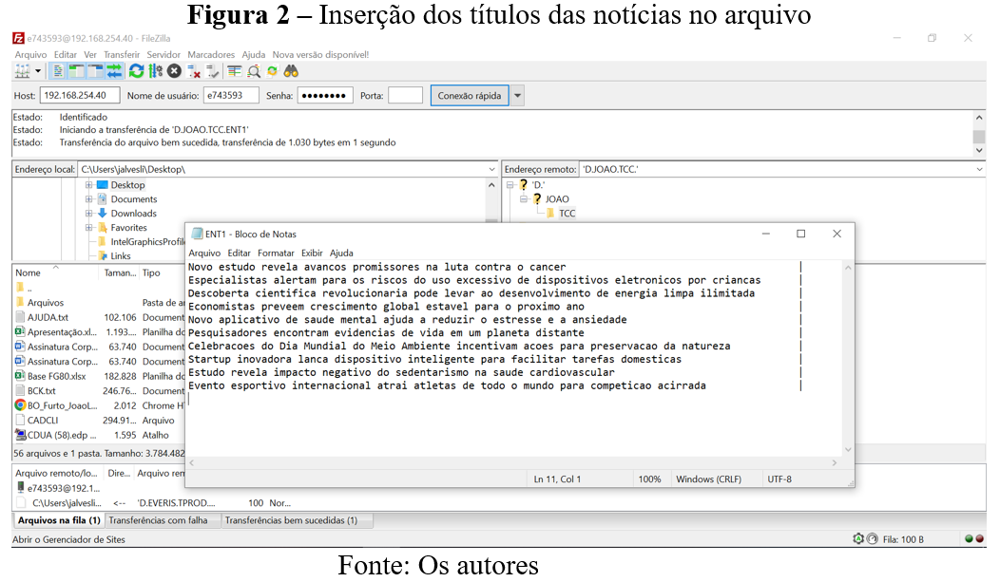 Figura 2 – Inserção dos títulos das notícias no arquivo
e743593@192.168.254.40 - FileZilla
Arquivo Editar Ver Transferir Servidor Marcadores Ajuda Nova versão disponível!
Host: 192.168.254.40 Nome de usuário: e743593 Senha: ●●●●●●●● Porta: Conexão rápida
Estado: Identificado
Estado: Iniciando a transferência de 'D.JOAO.TCC.ENT1'
Estado: Transferência do arquivo bem sucedida, transferência de 1.030 bytes em 1 segundo
Endereço local: C:\Users\jalvesli\Desktop\
Desktop
Documents
Downloads
Favorites
IntelGraphicsProfil
Links
Endereço remoto: 'D.JOAO.TCC.'
'D.'
JOAO
TCC
Nome Taman... Tipo
..
Arquivos Pasta de ar
AJUDA.txt 102.106 Document
Apresentação.xl... 1.193.... Planilha do
Assinatura Corp... 63.740 Document
Assinatura Corp... 63.740 Document
Base FG80.xlsx 182.828 Planilha do
BCK.txt 246.76... Document
BO_Furto_JoaoL... 2.012 Chrome H
CADCLI 294.91... Arquivo
CDUA (58).edp ... 1.595 Atalho
56 arquivos e 1 pasta. Tamanho: 3.784.482
ENT1 - Bloco de Notas
Arquivo Editar Formatar Exibir Ajuda
Novo estudo revela avancos promissores na luta contra o cancer |
Especialistas alertam para os riscos do uso excessivo de dispositivos eletronicos por criancas |
Descoberta cientifica revolucionaria pode levar ao desenvolvimento de energia limpa ilimitada |
Economistas preveem crescimento global estavel para o proximo ano |
Novo aplicativo de saude mental ajuda a reduzir o estresse e a ansiedade |
Pesquisadores encontram evidencias de vida em um planeta distante |
Celebracoes do Dia Mundial do Meio Ambiente incentivam acoes para preservacao da natureza |
Startup inovadora lanca dispositivo inteligente para facilitar tarefas domesticas |
Estudo revela impacto negativo do sedentarismo na saude cardiovascular |
Evento esportivo internacional atrai atletas de todo o mundo para competicao acirrada |
Ln 11, Col 1 100% Windows (CRLF) UTF-8
Arquivo remoto/lo... Dire... Arquivo rem
e743593@192.1...
C:\Users\jalvesli... <-- 'D.EVERIS.TPROD.... 100 Nor...
Arquivos na fila (1) Transferências com falha Transferências bem sucedidas (1)
Abrir o Gerenciador de Sites Fila: 100 B
Fonte: Os autores